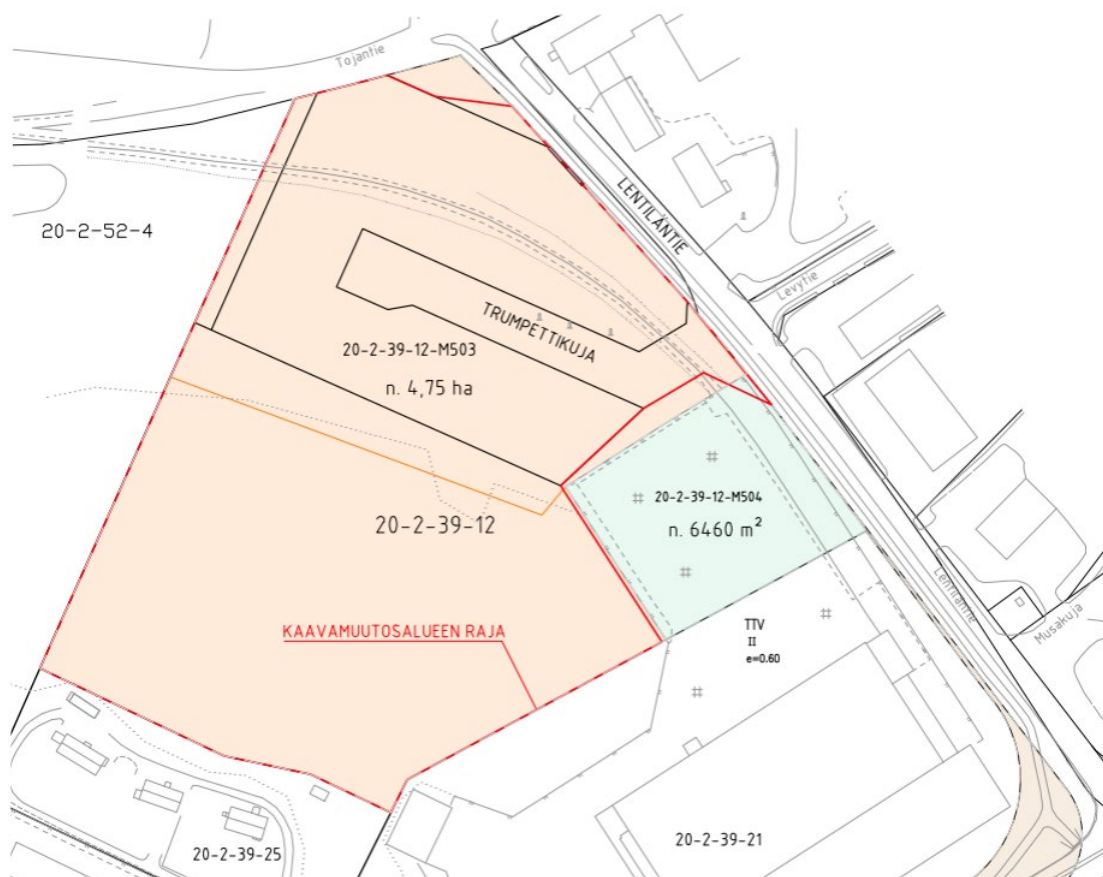 Tojantie
LENTILÄNTIE
20-2-52-4
Levytie
TRUMPETTIKUJA
20-2-39-12-M503
n. 4,75 ha
20-2-39-12-M504
n. 6460 m²
20-2-39-12
Lentiläntie
Musakuja
KAAVAMUUTOSALUEEN RAJA
TTV
II
e=0.60
20-2-39-21
20-2-39-25